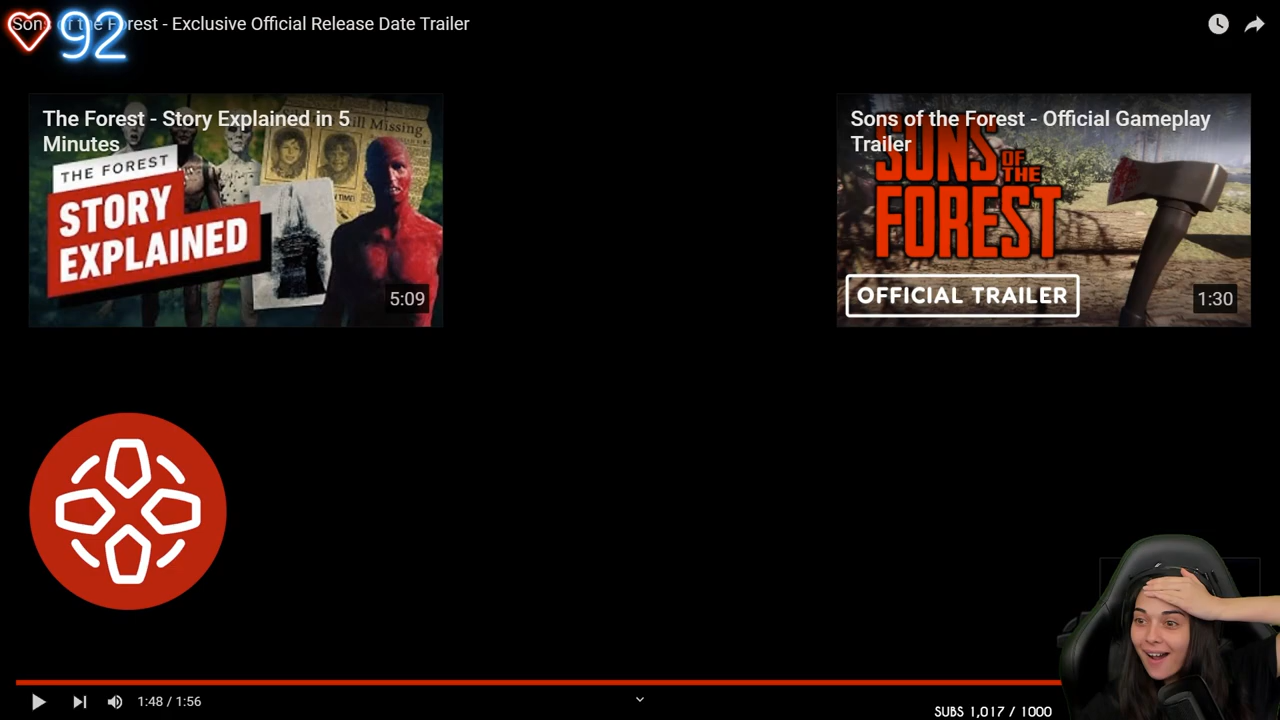 Sons of the Forest - Exclusive Official Release Date Trailer
92
The Forest - Story Explained in 5
Minutes
Missing
THE FOREST
STORY
EXPLAINED
5:09
Sons of the Forest - Official Gameplay
Trailer
SONS OF THE
FOREST
OFFICIAL TRAILER
1:30
1:48 / 1:56
SUBS 1,017 / 1000